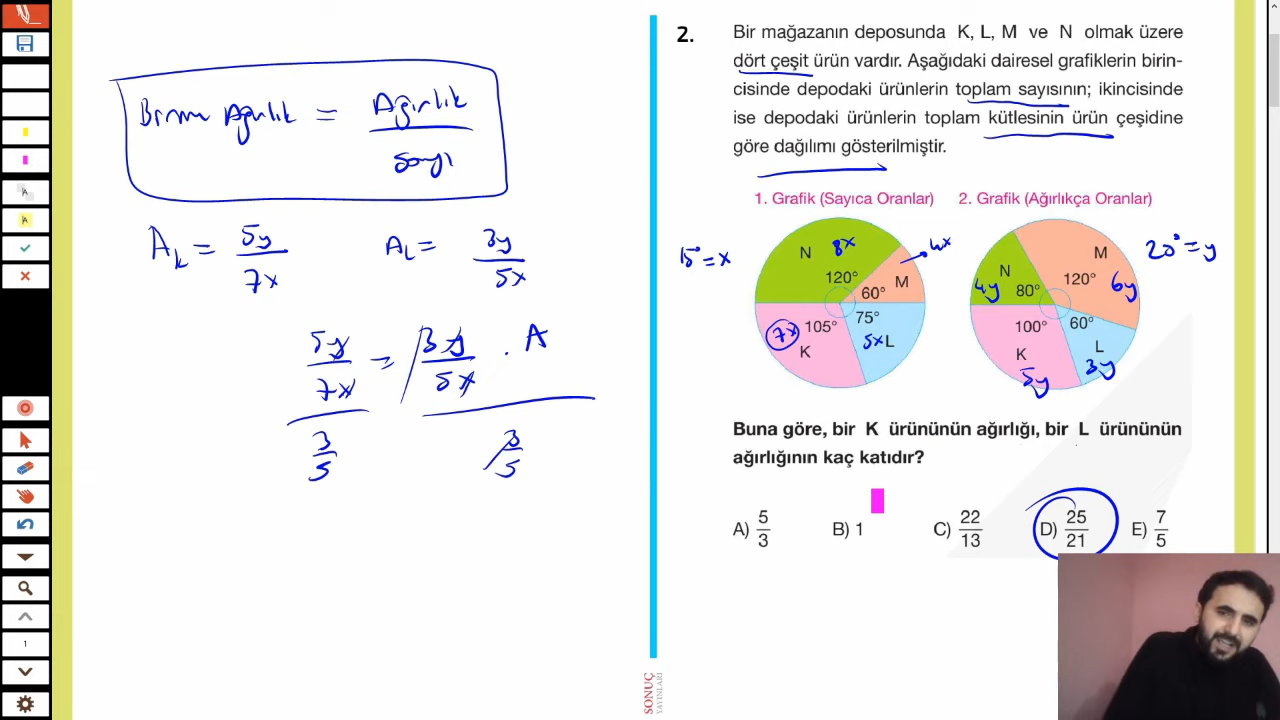 Birim Ağırlık = Ağırlık / sayı
A_K = 5y / 7x
A_L = 3y / 5x
5y / 7x = 3y / 5x . A
3 / 5
3 / 5
1
SONUÇ
YAYINLARI
2.
Bir mağazanın deposunda K, L, M ve N olmak üzere
dört çeşit ürün vardır. Aşağıdaki dairesel grafiklerin birin-
cisinde depodaki ürünlerin toplam sayısının; ikincisinde
ise depodaki ürünlerin toplam kütlesinin ürün çeşidine
göre dağılımı gösterilmiştir.
1. Grafik (Sayıca Oranlar)
2. Grafik (Ağırlıkça Oranlar)
15° = x
N 8x
120°
4x
60° M
75°
5x L
105°
7x
K
20° = y
M
120°
6y
N
4y 80°
100°
K
5y
60°
L
3y
Buna göre, bir K ürününün ağırlığı, bir L ürününün
ağırlığının kaç katıdır?
A) 5/3 B) 1 C) 22/13 D) 25/21 E) 7/5